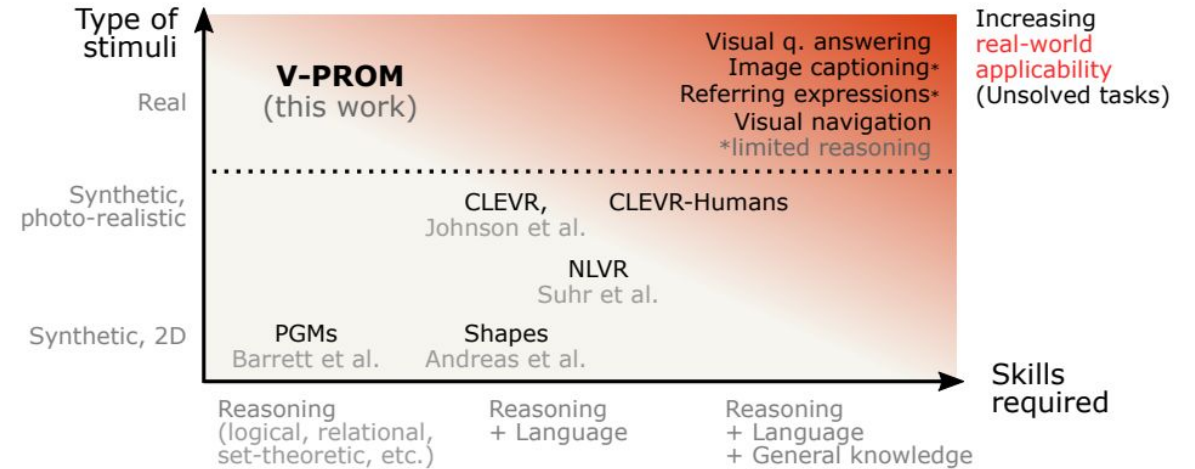 Type of
stimuli
Real
Synthetic,
photo-realistic
Synthetic, 2D
V-PROM
(this work)
Visual q. answering
Image captioning*
Referring expressions*
Visual navigation
*limited reasoning
Increasing
real-world
applicability
(Unsolved tasks)
CLEVR,
Johnson et al.
CLEVR-Humans
NLVR
Suhr et al.
PGMs
Barrett et al.
Shapes
Andreas et al.
Skills
required
Reasoning
(logical, relational,
set-theoretic, etc.)
Reasoning
+ Language
Reasoning
+ Language
+ General knowledge